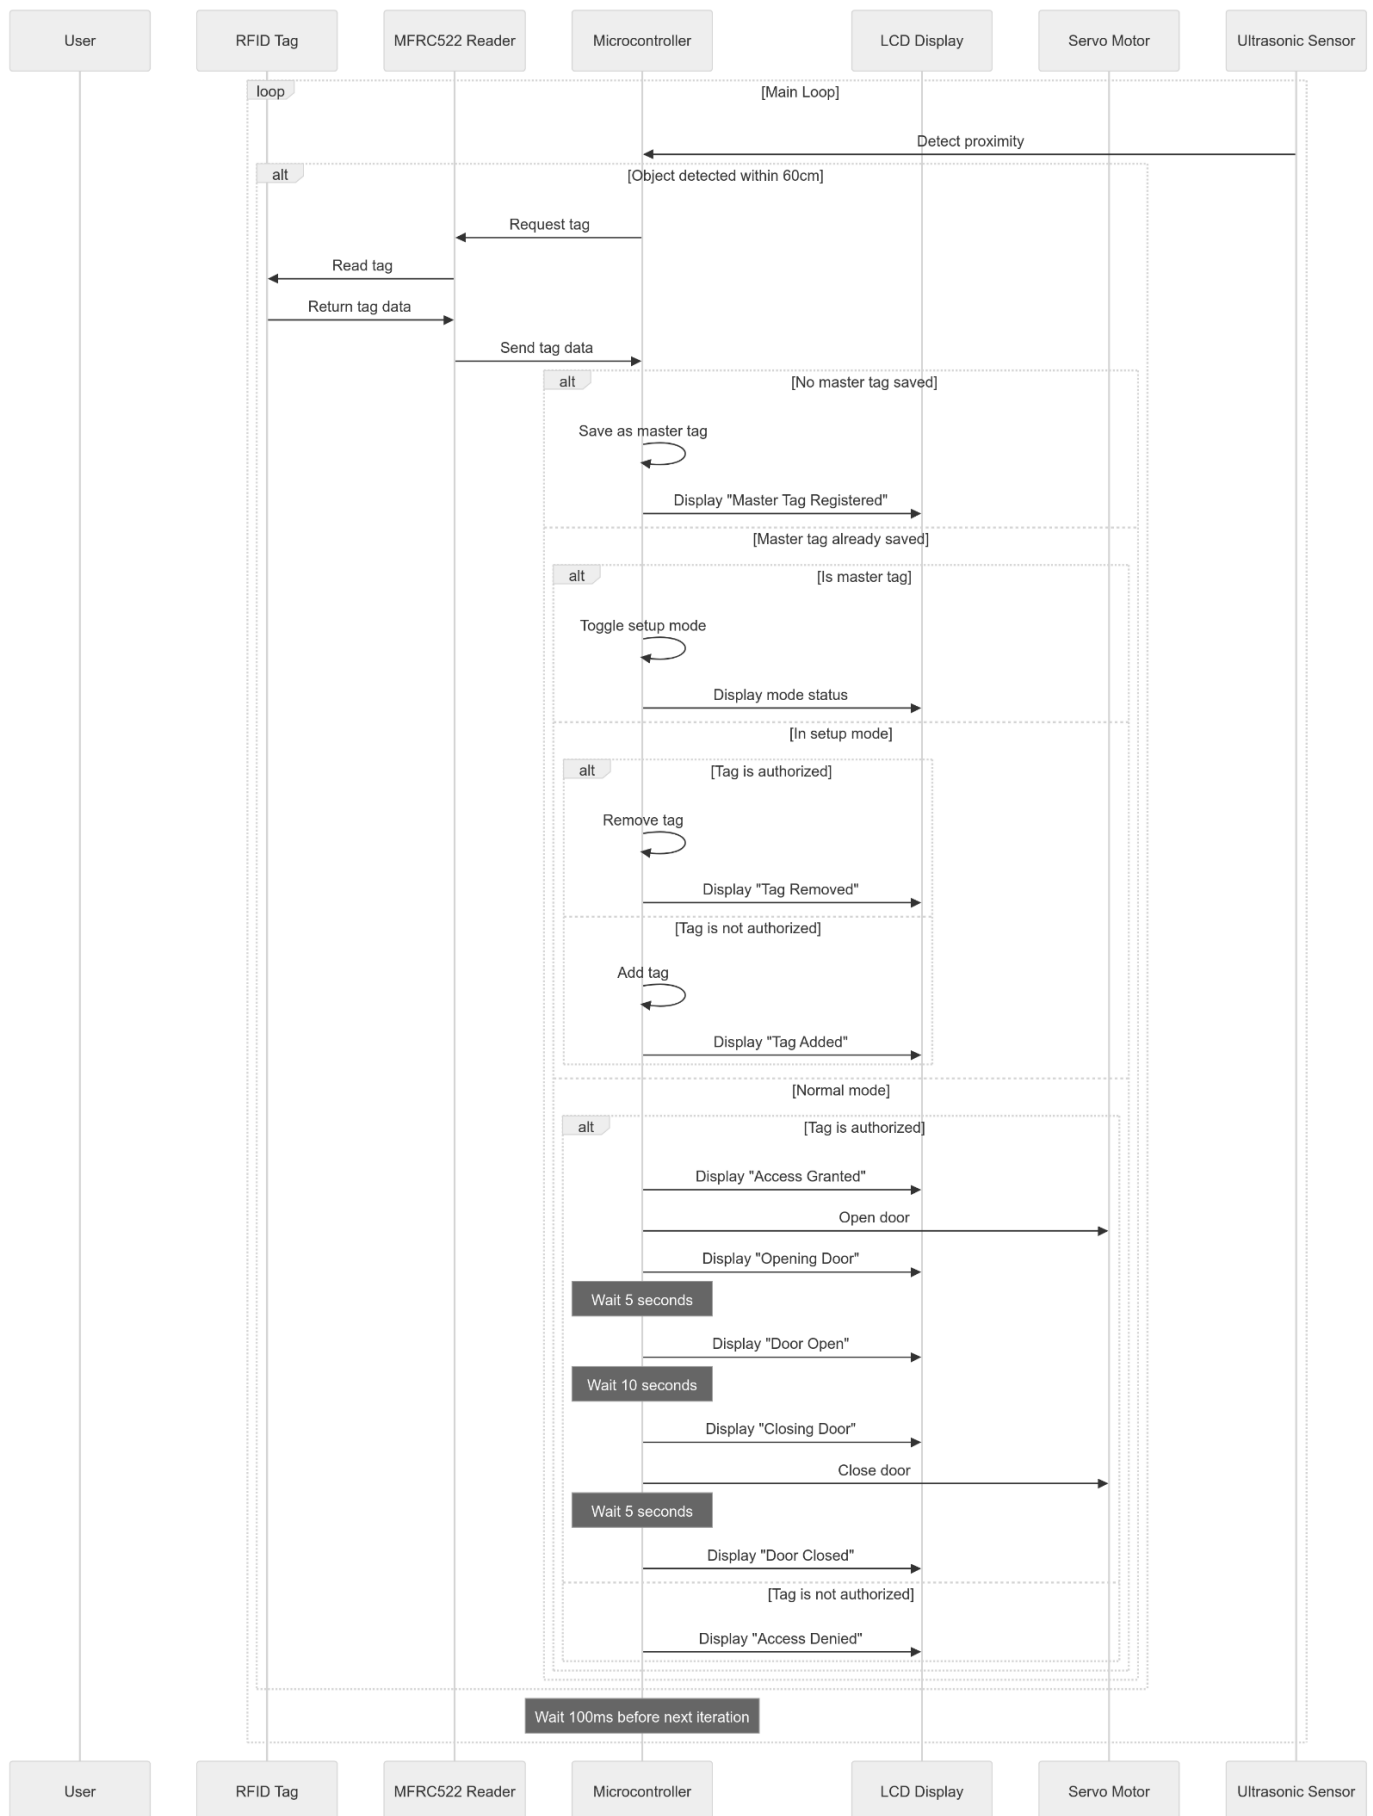 User
RFID Tag
MFRC522 Reader
Microcontroller
LCD Display
Servo Motor
Ultrasonic Sensor
loop
[Main Loop]
Detect proximity
alt
[Object detected within 60cm]
Request tag
Read tag
Return tag data
Send tag data
alt
[No master tag saved]
Save as master tag
Display "Master Tag Registered"
[Master tag already saved]
alt
[Is master tag]
Toggle setup mode
Display mode status
[In setup mode]
alt
[Tag is authorized]
Remove tag
Display "Tag Removed"
[Tag is not authorized]
Add tag
Display "Tag Added"
[Normal mode]
alt
[Tag is authorized]
Display "Access Granted"
Open door
Display "Opening Door"
Wait 5 seconds
Display "Door Open"
Wait 10 seconds
Display "Closing Door"
Close door
Wait 5 seconds
Display "Door Closed"
[Tag is not authorized]
Display "Access Denied"
Wait 100ms before next iteration
User
RFID Tag
MFRC522 Reader
Microcontroller
LCD Display
Servo Motor
Ultrasonic Sensor